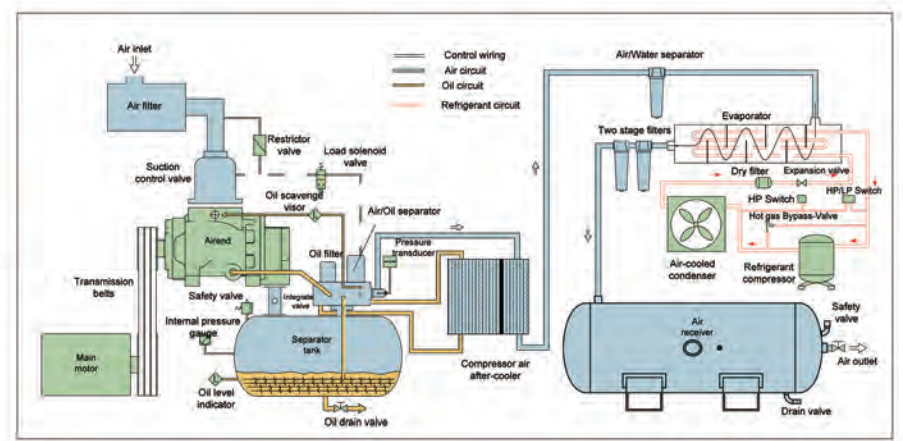 Air inlet
Air filter
Control wiring
Air circuit
Oil circuit
Refrigerant circuit
Air/Water separator
Evaporator
Two stage filters
Restrictor
valve
Load solenoid
valve
Suction
control valve
Oil scavenge
visor
Air/Oil separator
Dry filter
Expansion valve
HP Switch
HP/LP Switch
Hot gas Bypass-Valve
Airend
Oil filter
Pressure
transducer
Air-cooled
condenser
Refrigerant
compressor
Transmission
belts
Safety valve
Integrate
valve
Internal pressure
gauge
Separator
tank
Main
motor
Compressor air
after-cooler
Air
receiver
Safety
valve
Air outlet
Oil level
indicator
Oil drain valve
Drain valve